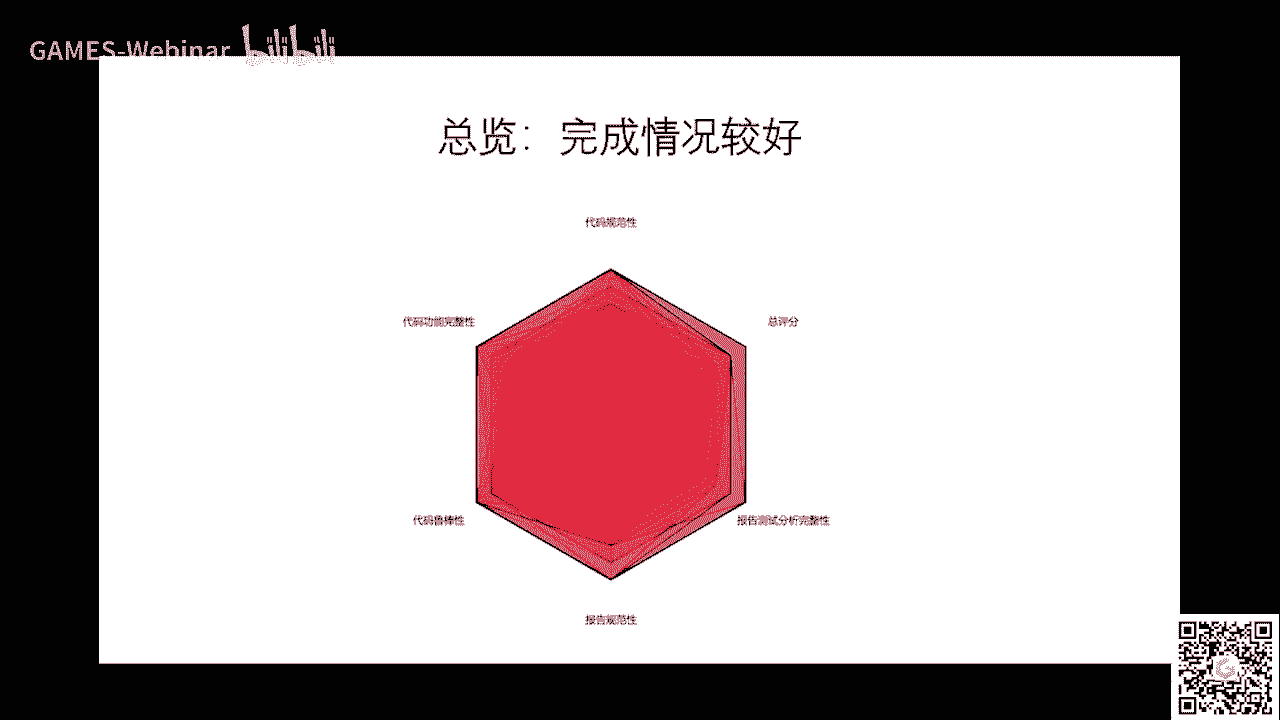 GAMES-Webinar bilibili
总览：完成情况较好
代码规范性
代码功能完整性
总评分
代码鲁棒性
报告测试分析完整性
报告规范性